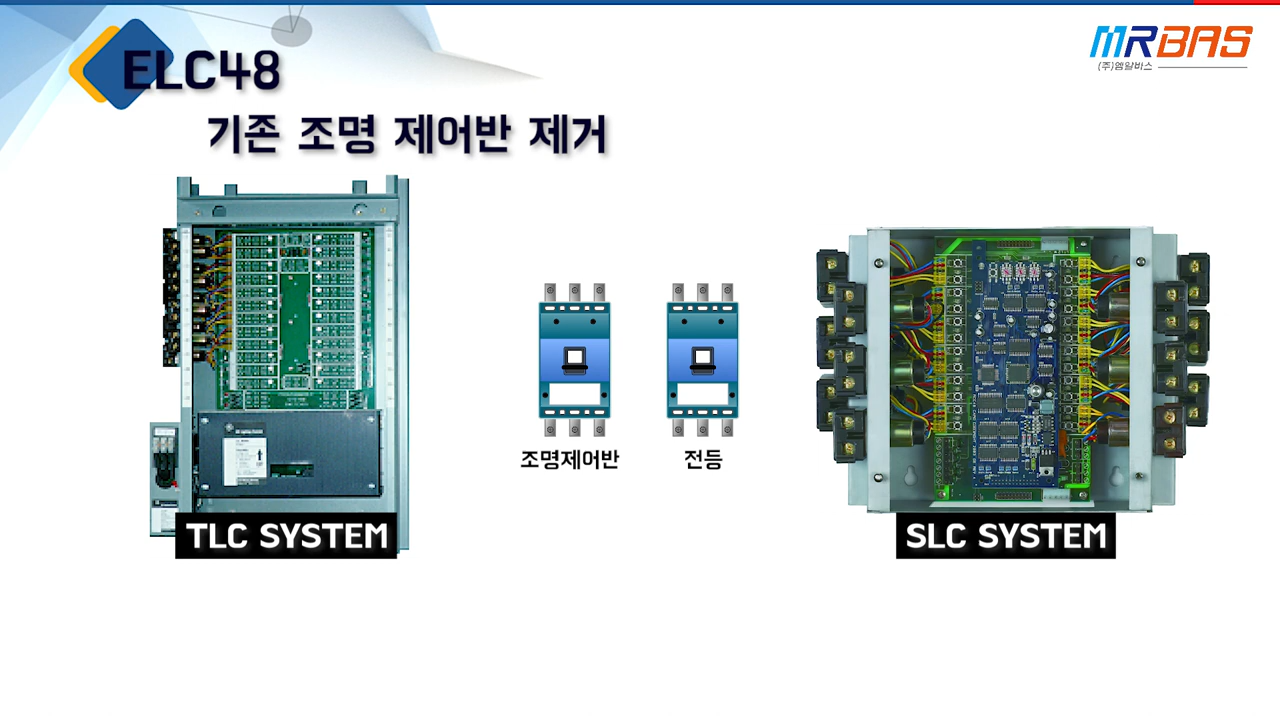 MRBAS
(주)엠알바스
ELC48
기존 조명 제어반 제거
조명제어반
전등
TLC SYSTEM
SLC SYSTEM